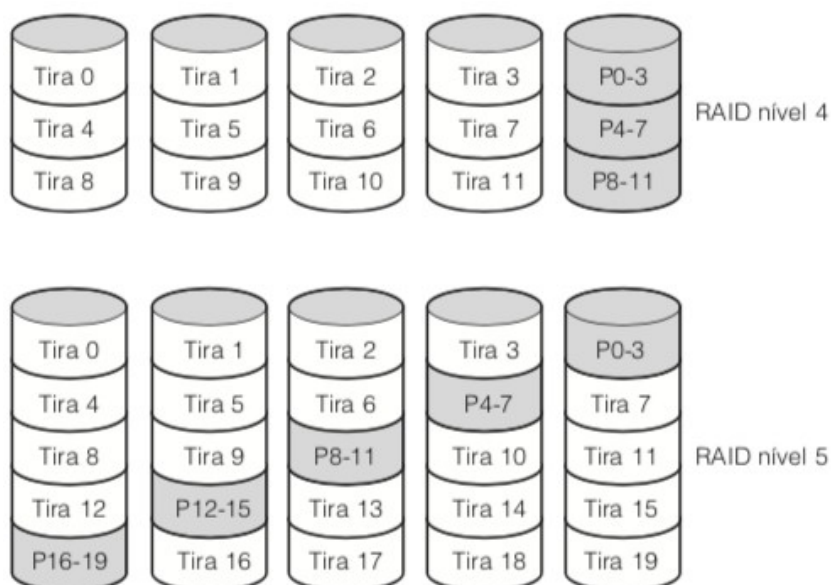 Tira 0 Tira 1 Tira 2 Tira 3 P0-3
Tira 4 Tira 5 Tira 6 Tira 7 P4-7
RAID nível 4
Tira 8 Tira 9 Tira 10 Tira 11 P8-11
Tira 0 Tira 1 Tira 2 Tira 3 P0-3
Tira 4 Tira 5 Tira 6 P4-7 Tira 7
Tira 8 Tira 9 P8-11 Tira 10 Tira 11
RAID nível 5
Tira 12 P12-15 Tira 13 Tira 14 Tira 15
P16-19 Tira 16 Tira 17 Tira 18 Tira 19